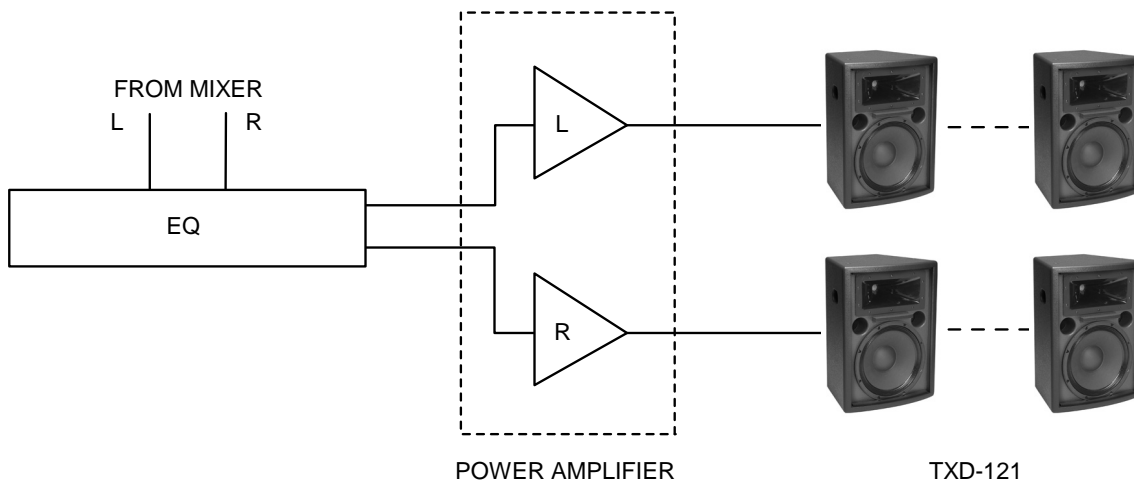 FROM MIXER
L R
EQ
L
R
POWER AMPLIFIER
TXD-121